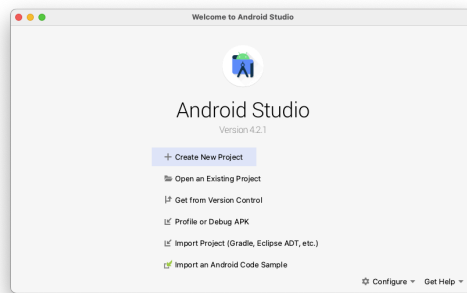 Welcome to Android Studio
Android Studio
Version 4.2.1
+ Create New Project
Open an Existing Project
Get from Version Control
Profile or Debug APK
Import Project (Gradle, Eclipse ADT, etc.)
Import an Android Code Sample
Configure Get Help